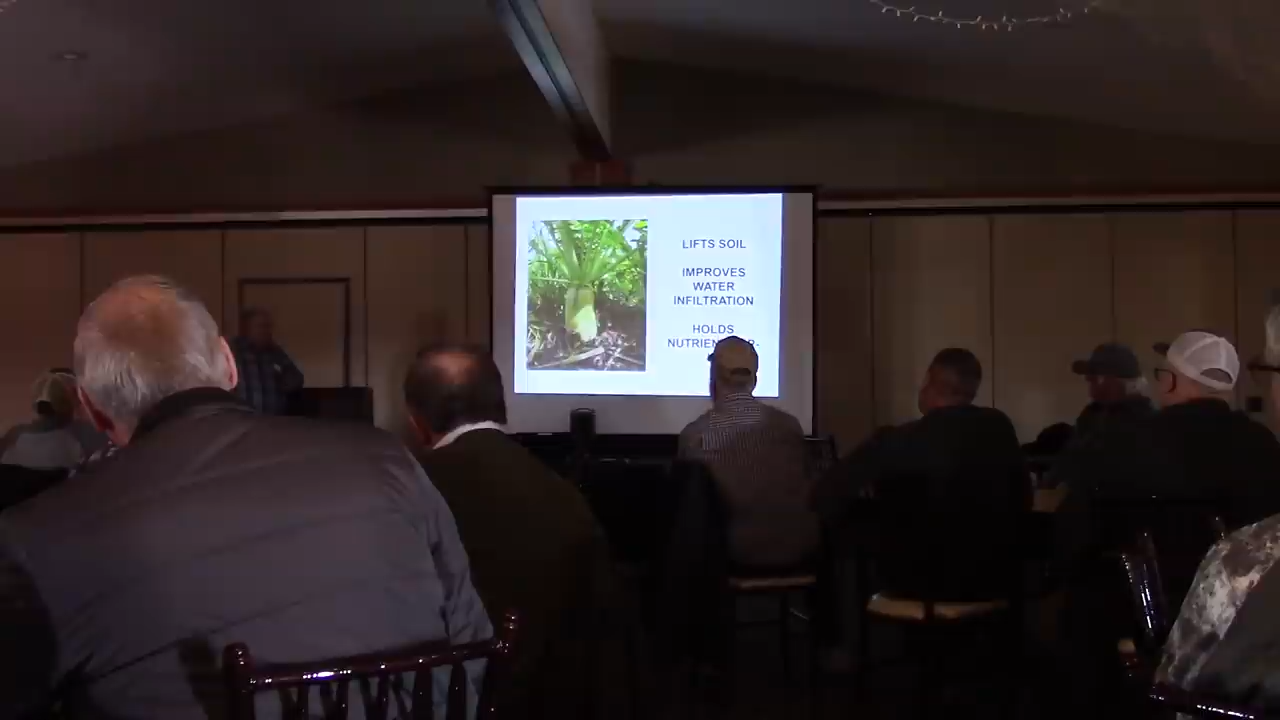 LIFTS SOIL
IMPROVES
WATER
INFILTRATION
HOLDS